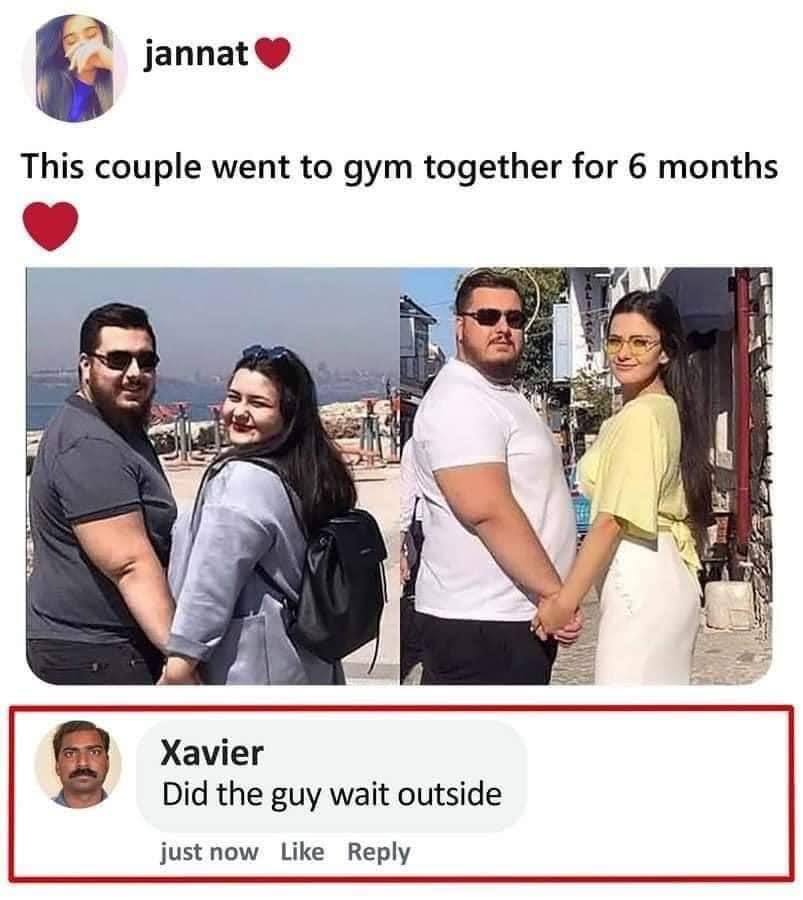 jannat❤️
This couple went to gym together for 6 months
❤️
Xavier
Did the guy wait outside
just now Like Reply